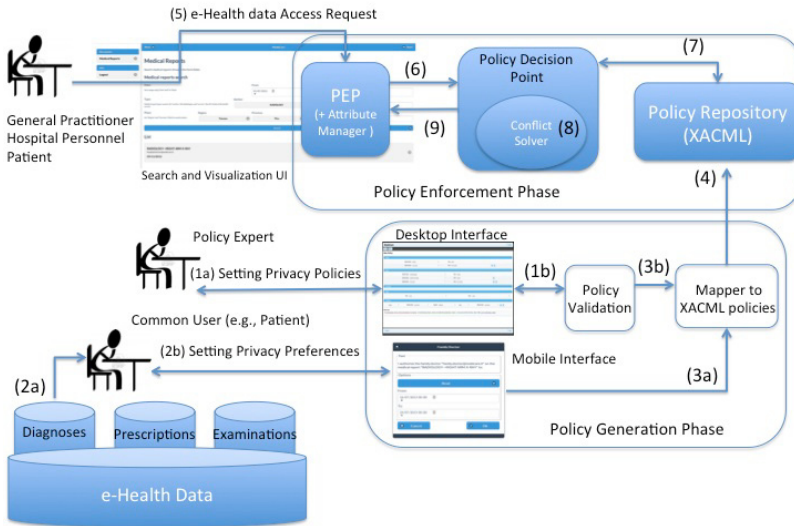 (5) e-Health data Access Request
Medical Reports
General Practitioner
Hospital Personnel
Patient
Search and Visualization UI
PEP
(+ Attribute
Manager )
(6)
(9)
Policy Decision
Point
Conflict
Solver
(8)
(7)
Policy Repository
(XACML)
Policy Enforcement Phase
(4)
Policy Expert
(1a) Setting Privacy Policies
Desktop Interface
(1b)
Policy
Validation
(3b)
Mapper to
XACML policies
Common User (e.g., Patient)
(2b) Setting Privacy Preferences
Mobile Interface
(3a)
(2a)
Policy Generation Phase
Diagnoses
Prescriptions
Examinations
e-Health Data